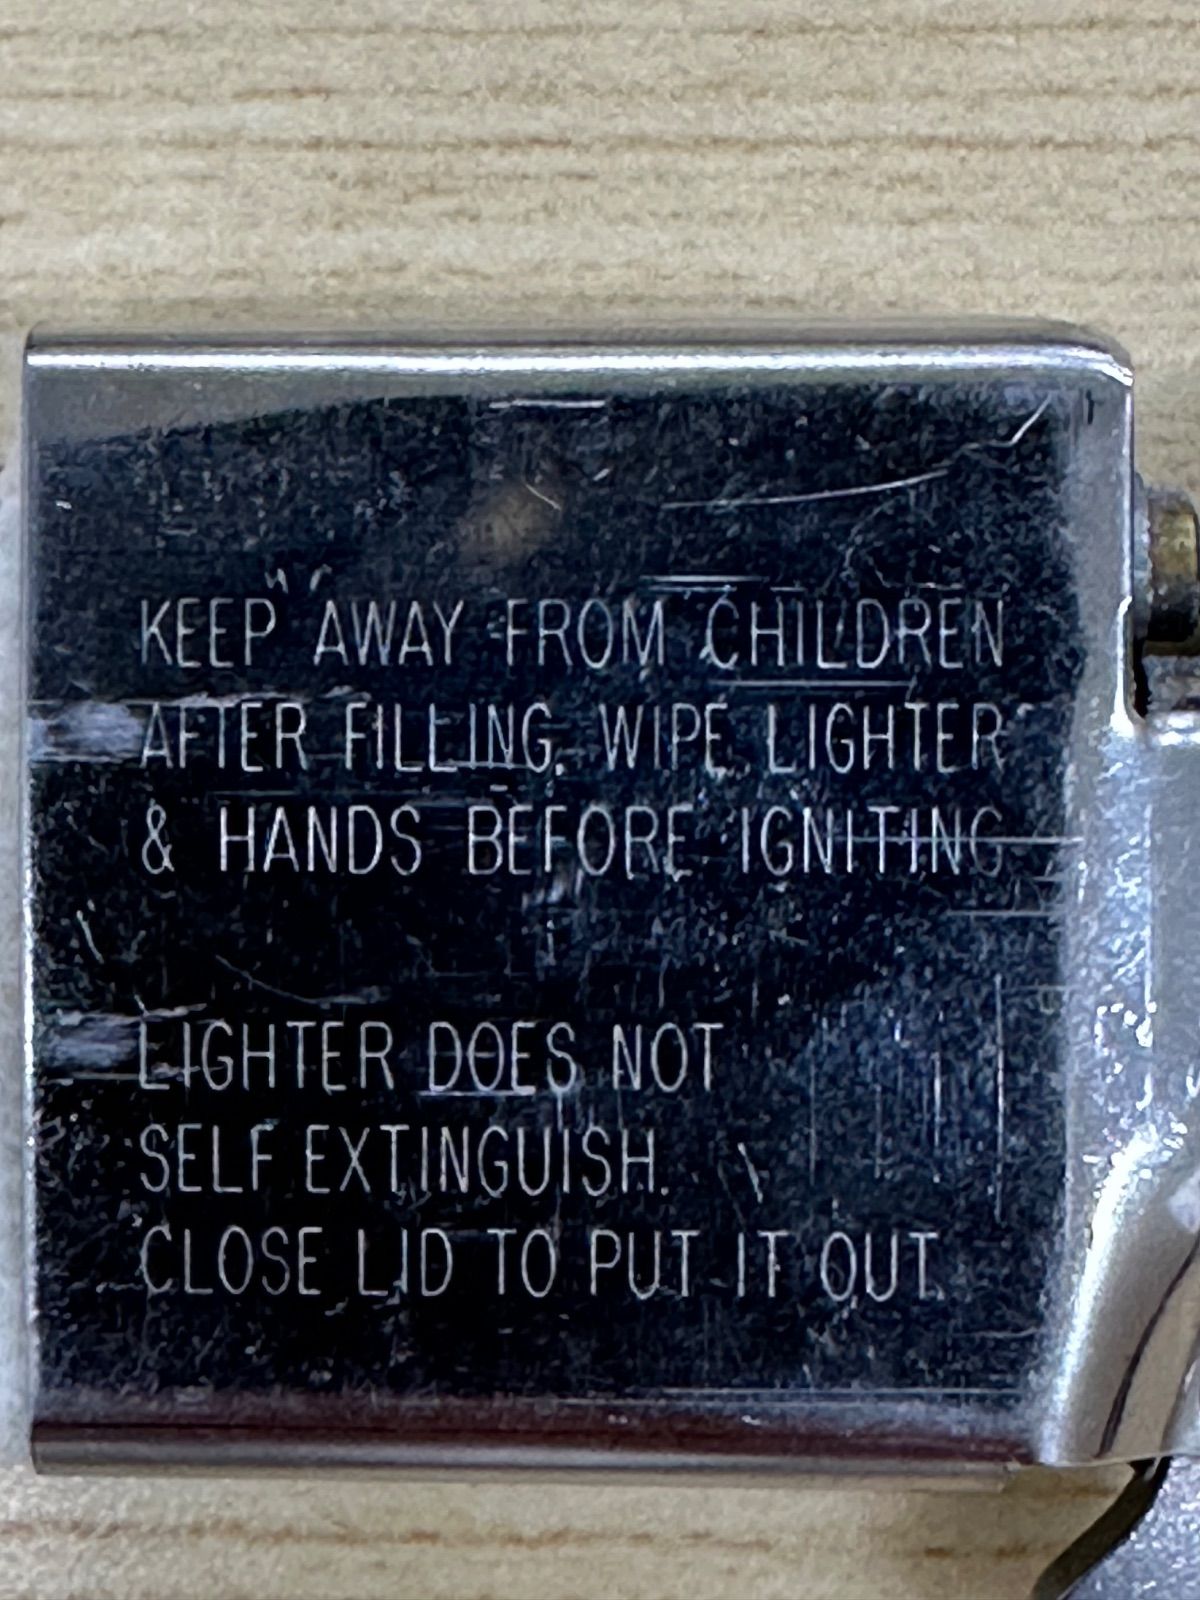 KEEP AWAY FROM CHILDREN
AFTER FILLING, WIPE LIGHTER
& HANDS BEFORE IGNITING
LIGHTER DOES NOT
SELF EXTINGUISH.
CLOSE LID TO PUT IT OUT.